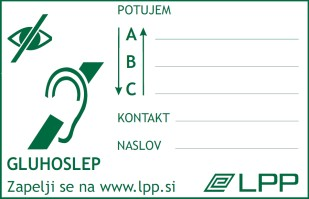 POTUJEM
A
B
C
KONTAKT
NASLOV
GLUHOSLEP
Zapelji se na www.lpp.si
LPP